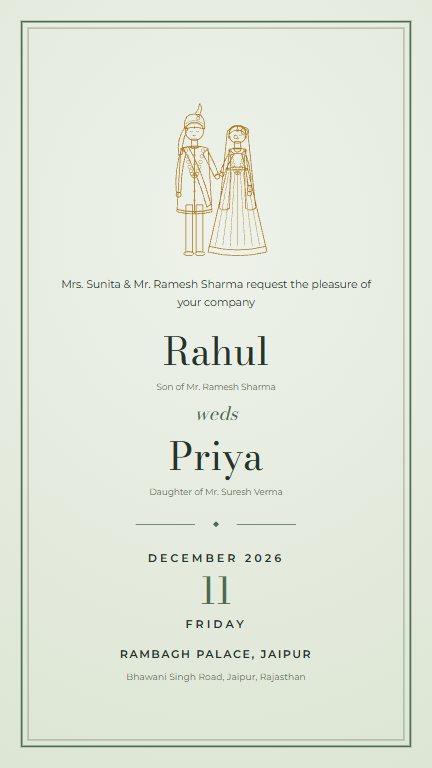 Mrs. Sunita & Mr. Ramesh Sharma request the pleasure of
your company
Rahul
Son of Mr. Ramesh Sharma
weds
Priya
Daughter of Mr. Suresh Verma
DECEMBER 2026
11
FRIDAY
RAMBAGH PALACE, JAIPUR
Bhawani Singh Road, Jaipur, Rajasthan